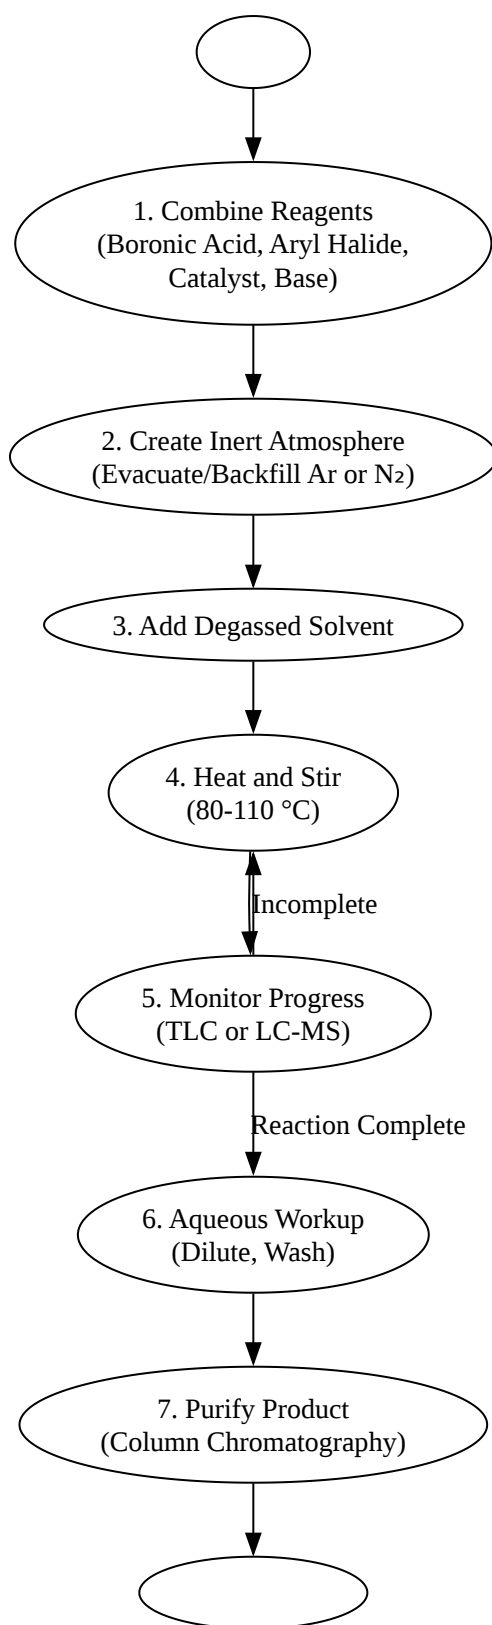 1. Combine Reagents
(Boronic Acid, Aryl Halide,
Catalyst, Base)
2. Create Inert Atmosphere
(Evacuate/Backfill Ar or N₂)
3. Add Degassed Solvent
4. Heat and Stir
(80-110 °C)
Incomplete
5. Monitor Progress
(TLC or LC-MS)
Reaction Complete
6. Aqueous Workup
(Dilute, Wash)
7. Purify Product
(Column Chromatography)